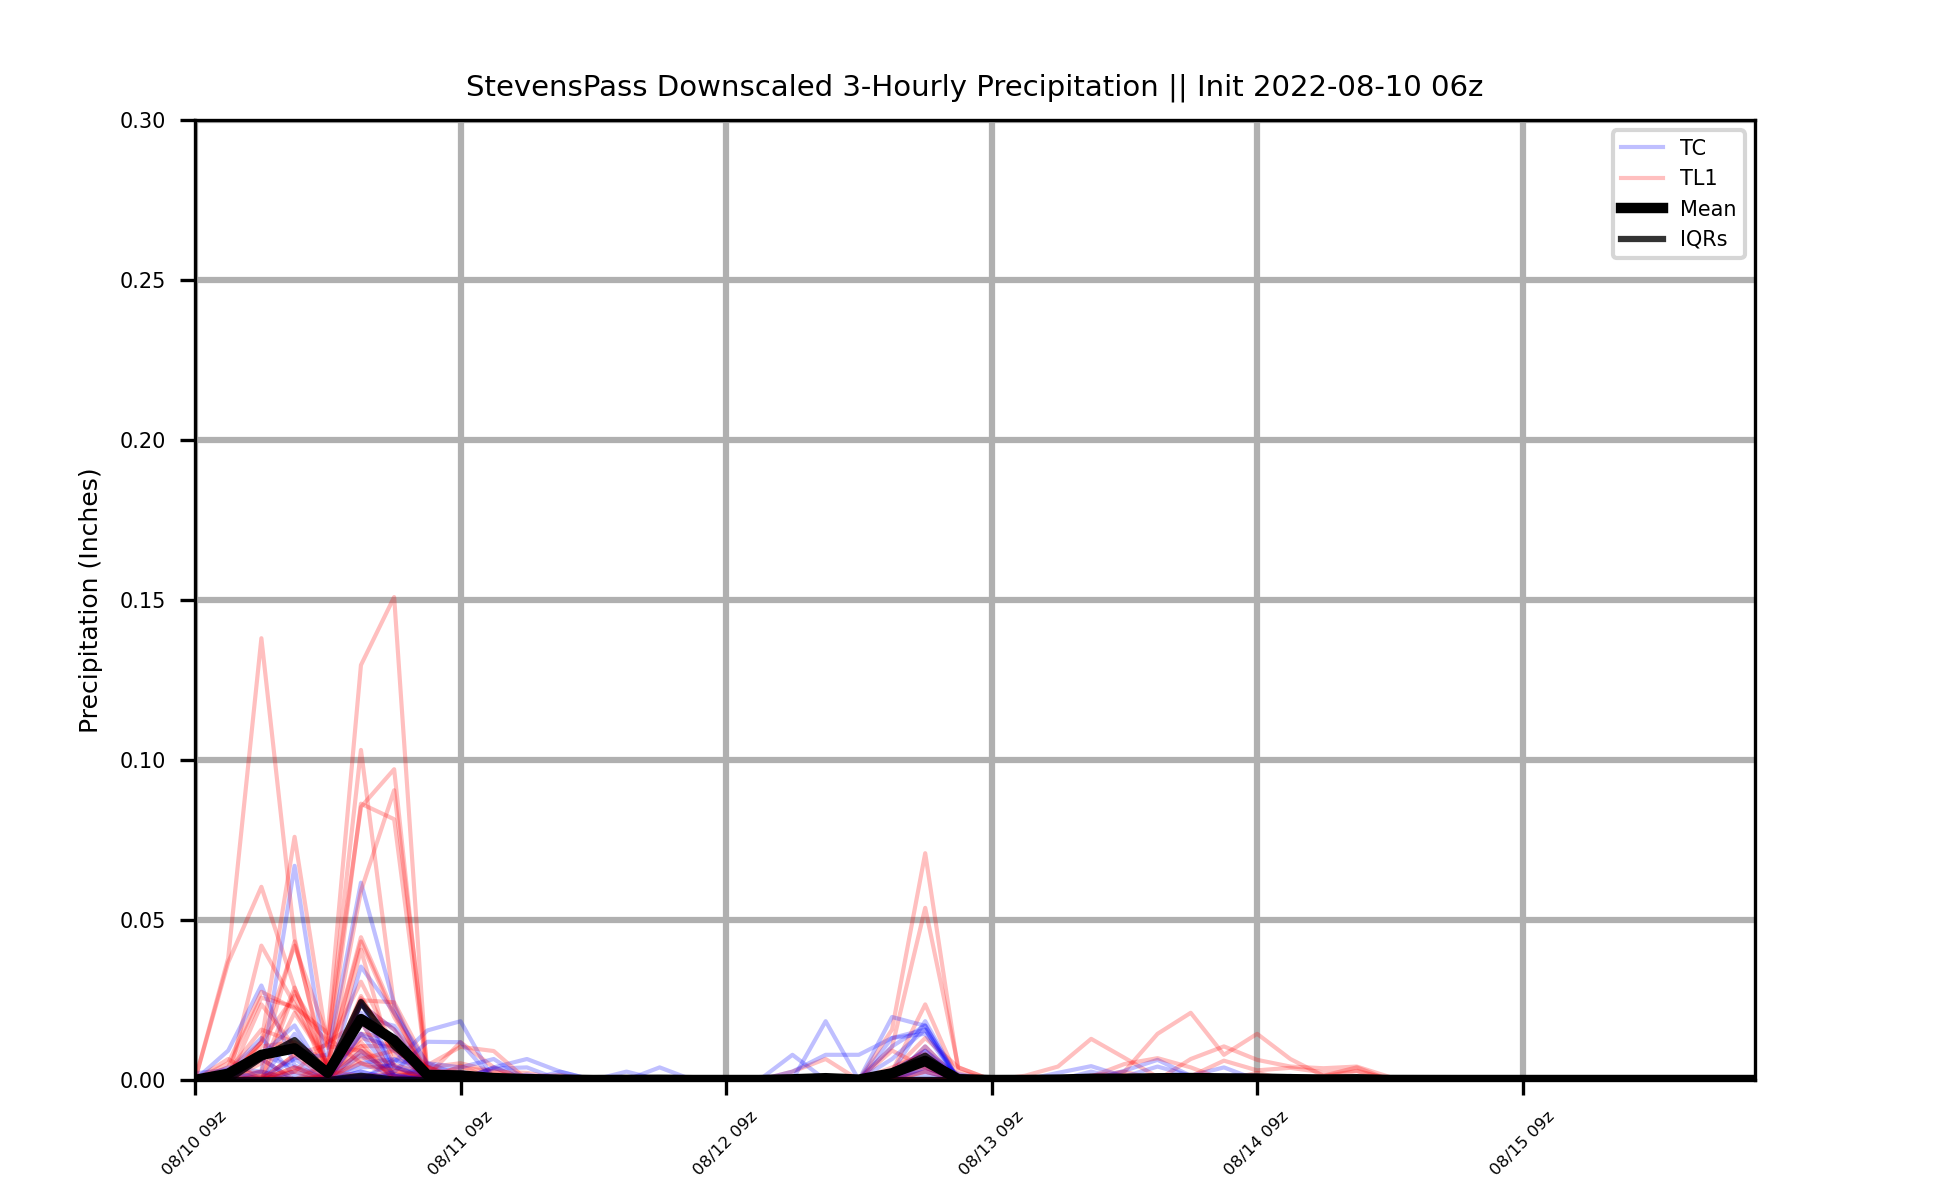 StevensPass Downscaled 3-Hourly Precipitation || Init 2022-08-10 06z
0.30
0.25
0.20
0.15
0.10
0.05
0.00
Precipitation (Inches)
TC
TL1
Mean
IQRs
08/10 09z
08/11 09z
08/12 09z
08/13 09z
08/14 09z
08/15 09z